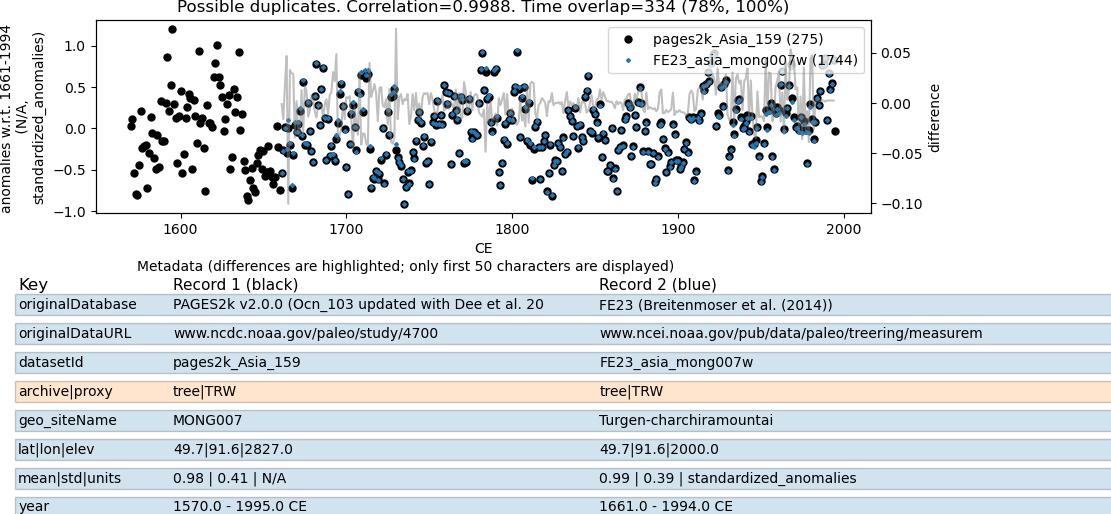 Possible duplicates. Correlation=0.9988. Time overlap=334 (78%, 100%)
anomalies w.r.t. 1661-1994
(N/A,
standardized_anomalies)
1.0
0.5
0.0
−0.5
−1.0
pages2k_Asia_159 (275)
FE23_asia_mong007w (1744)
0.05
0.00
−0.05
−0.10
difference
1600 1700 1800 1900 2000
CE
Metadata (differences are highlighted; only first 50 characters are displayed)
Key Record 1 (black) Record 2 (blue)
originalDatabase PAGES2k v2.0.0 (Ocn_103 updated with Dee et al. 20 FE23 (Breitenmoser et al. (2014))
originalDataURL www.ncdc.noaa.gov/paleo/study/4700 www.ncei.noaa.gov/pub/data/paleo/treering/measurem
datasetId pages2k_Asia_159 FE23_asia_mong007w
archive|proxy tree|TRW tree|TRW
geo_siteName MONG007 Turgen-charchiramountai
lat|lon|elev 49.7|91.6|2827.0 49.7|91.6|2000.0
mean|std|units 0.98 | 0.41 | N/A 0.99 | 0.39 | standardized_anomalies
year 1570.0 - 1995.0 CE 1661.0 - 1994.0 CE